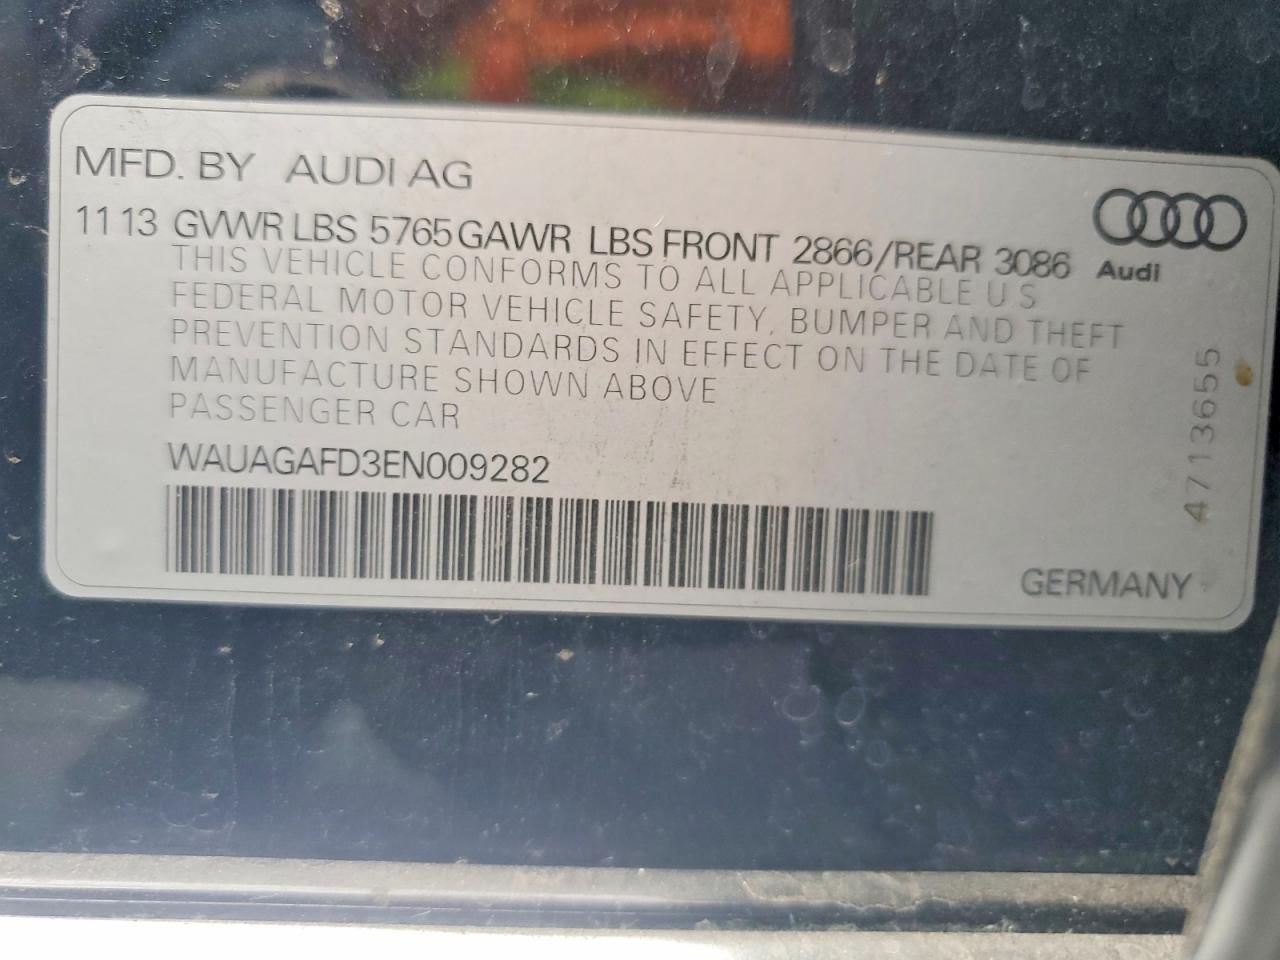 MFD. BY AUDI AG
11 13 GVWR LBS 5765 GAWR LBS FRONT 2866/REAR 3086
Audi
THIS VEHICLE CONFORMS TO ALL APPLICABLE U S
FEDERAL MOTOR VEHICLE SAFETY, BUMPER AND THEFT
PREVENTION STANDARDS IN EFFECT ON THE DATE OF
MANUFACTURE SHOWN ABOVE
PASSENGER CAR
WAUAGAFD3EN009282
4713655
GERMANY